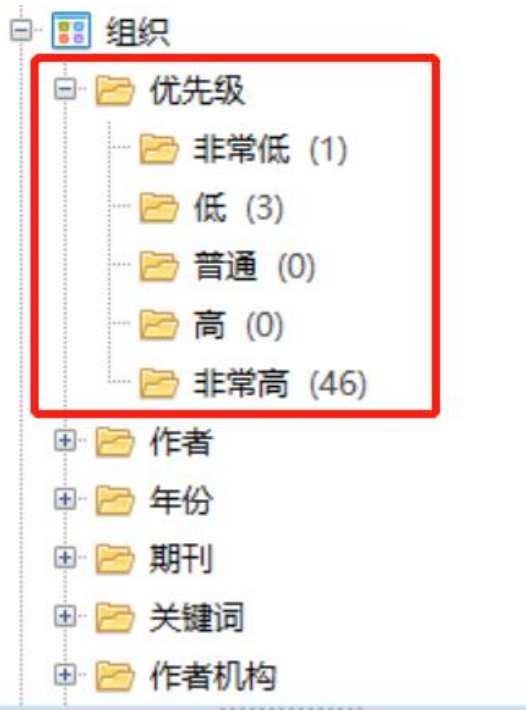 组织
优先级
非常低 (1)
低 (3)
普通 (0)
高 (0)
非常高 (46)
作者
年份
期刊
关键词
作者机构